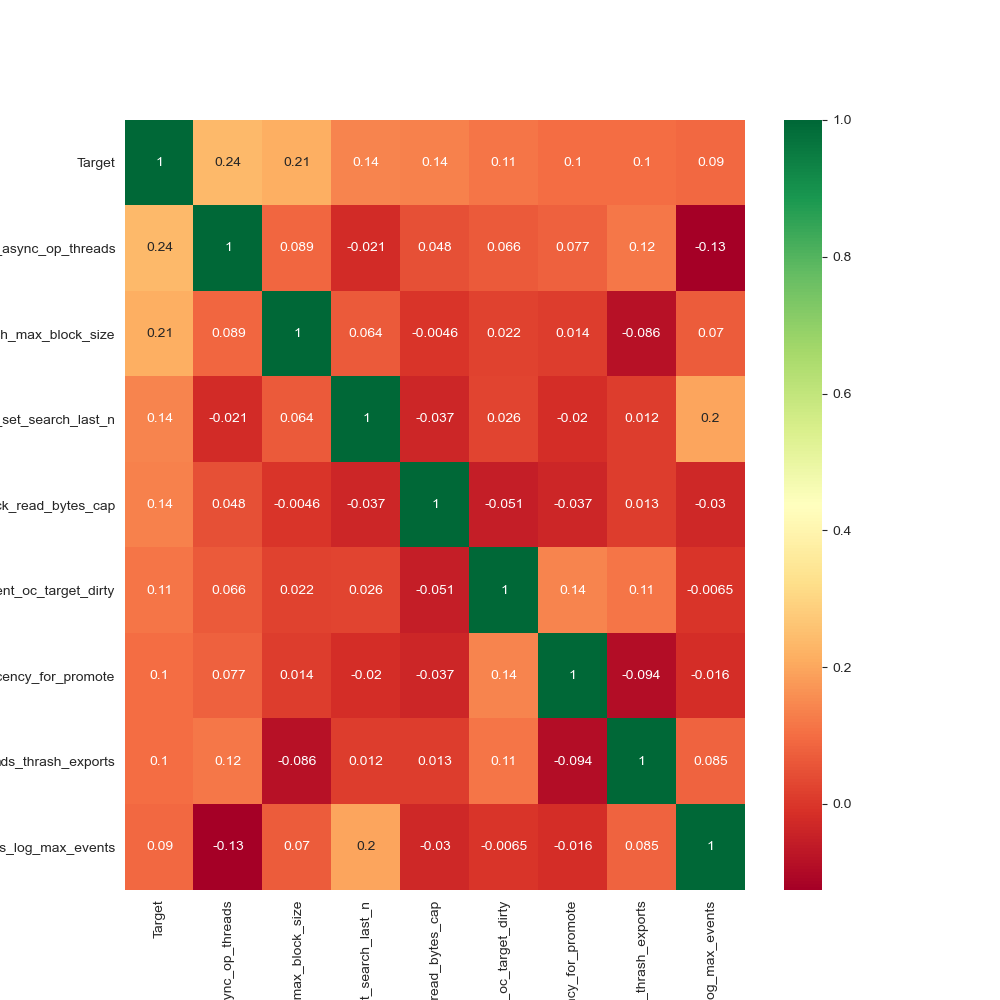 Target 1 0.24 0.21 0.14 0.14 0.11 0.1 0.1 0.09
_async_op_threads 0.24 1 0.089 -0.021 0.048 0.066 0.077 0.12 -0.13
h_max_block_size 0.21 0.089 1 0.064 -0.0046 0.022 0.014 -0.086 0.07
_set_search_last_n 0.14 -0.021 0.064 1 -0.037 0.026 -0.02 0.012 0.2
ck_read_bytes_cap 0.14 0.048 -0.0046 -0.037 1 -0.051 -0.037 0.013 -0.03
ent_oc_target_dirty 0.11 0.066 0.022 0.026 -0.051 1 0.14 0.11 -0.0065
cency_for_promote 0.1 0.077 0.014 -0.02 -0.037 0.14 1 -0.094 -0.016
ds_thrash_exports 0.1 0.12 -0.086 0.012 0.013 0.11 -0.094 1 0.085
s_log_max_events 0.09 -0.13 0.07 0.2 -0.03 -0.0065 -0.016 0.085 1
Target
ync_op_threads
max_block_size
t_search_last_n
read_bytes_cap
_oc_target_dirty
ncy_for_promote
_thrash_exports
og_max_events
1.0
0.8
0.6
0.4
0.2
0.0